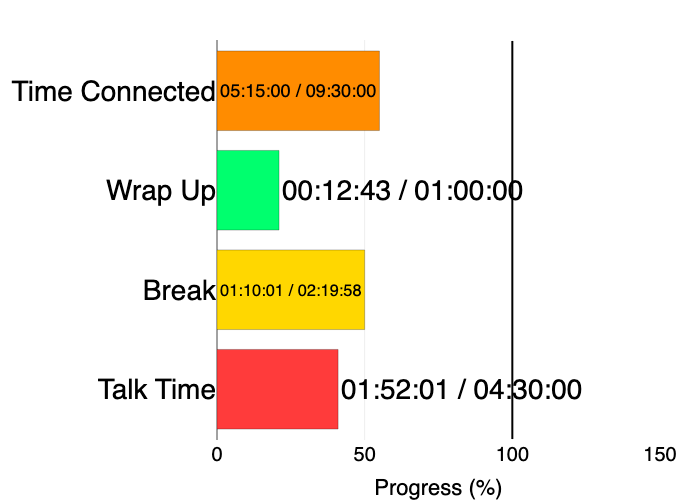 Time Connected 05:15:00 / 09:30:00
Wrap Up 00:12:43 / 01:00:00
Break 01:10:01 / 02:19:58
Talk Time 01:52:01 / 04:30:00
0 50 100 150
Progress (%)